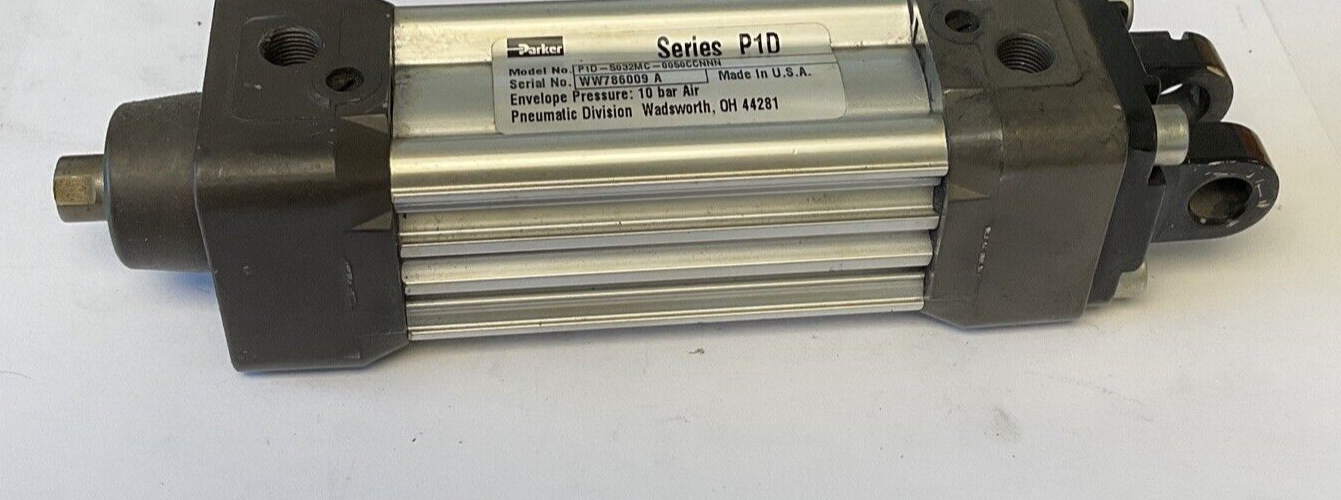 Parker Series P1D
Model No. P1D-S032MC-0050CCNNN
Serial No. WW786009 A Made In U.S.A.
Envelope Pressure: 10 bar Air
Pneumatic Division Wadsworth, OH 44281